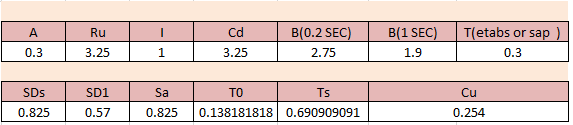 A Ru I Cd B(0.2 SEC) B(1 SEC) T(etabs or sap )
0.3 3.25 1 3.25 2.75 1.9 0.3
SDs SD1 Sa T0 Ts Cu
0.825 0.57 0.825 0.138181818 0.690909091 0.254